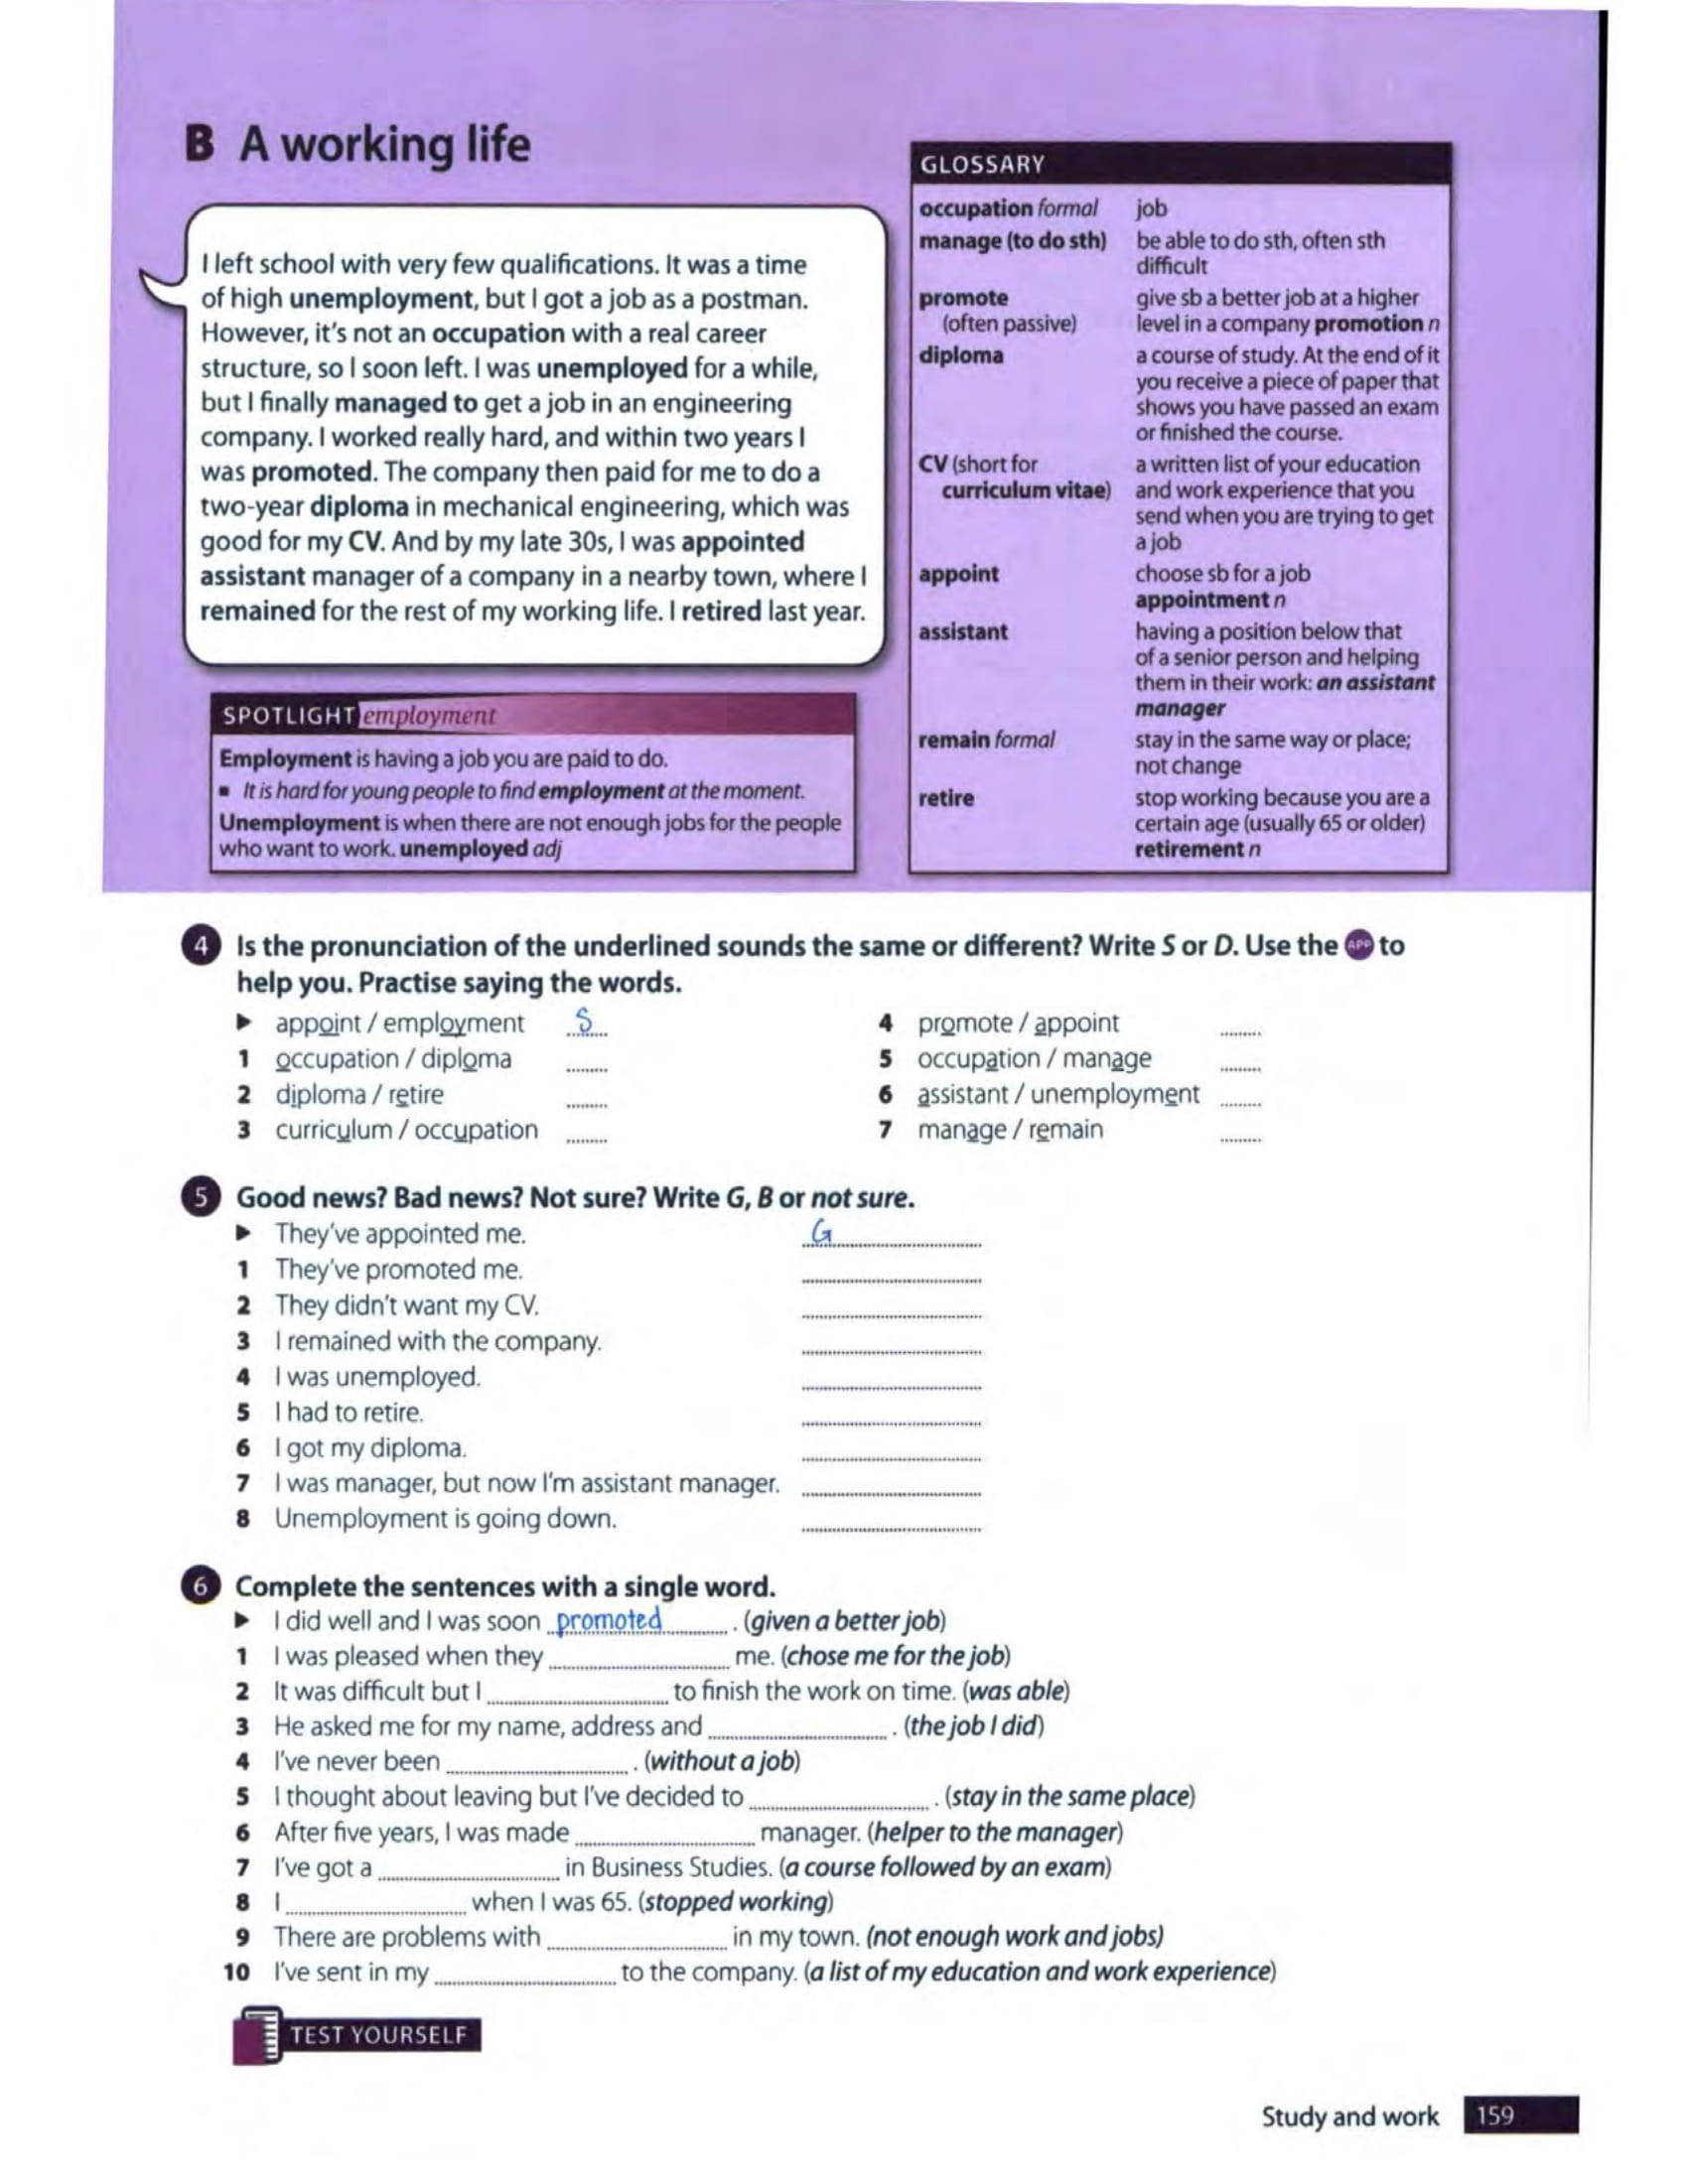 B A working life
I left school with very few qualifications. It was a time
of high unemployment, but I got a job as a postman.
However, it's not an occupation with a real career
structure, so I soon left. I was unemployed for a while,
but I finally managed to get a job in an engineering
company. I worked really hard, and within two years I
was promoted. The company then paid for me to do a
two-year diploma in mechanical engineering, which was
good for my CV. And by my late 30s, I was appointed
assistant manager of a company in a nearby town, where I
remained for the rest of my working life. I retired last year.
SPOTLIGHT employment
Employment is having a job you are paid to do.
▪ It is hard for young people to find employment at the moment.
Unemployment is when there are not enough jobs for the people
who want to work. unemployed adj
GLOSSARY
occupation formal job
manage (to do sth) be able to do sth, often sth
difficult
promote give sb a better job at a higher
(often passive) level in a company promotion n
diploma a course of study. At the end of it
you receive a piece of paper that
shows you have passed an exam
or finished the course.
CV (short for a written list of your education
curriculum vitae) and work experience that you
send when you are trying to get
a job
appoint choose sb for a job
appointment n
assistant having a position below that
of a senior person and helping
them in their work: an assistant
manager
remain formal stay in the same way or place;
not change
retire stop working because you are a
certain age (usually 65 or older)
retirement n
4 Is the pronunciation of the underlined sounds the same or different? Write S or D. Use the APP to
help you. Practise saying the words.
▶ appoint / employment S
1 occupation / diploma
2 diploma / retire
3 curriculum / occupation
4 promote / appoint
5 occupation / manage
6 assistant / unemployment
7 manage / remain
5 Good news? Bad news? Not sure? Write G, B or not sure.
▶ They've appointed me. G
1 They've promoted me.
2 They didn't want my CV.
3 I remained with the company.
4 I was unemployed.
5 I had to retire.
6 I got my diploma.
7 I was manager, but now I'm assistant manager.
8 Unemployment is going down.
6 Complete the sentences with a single word.
▶ I did well and I was soon promoted . (given a better job)
1 I was pleased when they ........ me. (chose me for the job)
2 It was difficult but I ........ to finish the work on time. (was able)
3 He asked me for my name, address and ........ . (the job I did)
4 I've never been ........ . (without a job)
5 I thought about leaving but I've decided to ........ . (stay in the same place)
6 After five years, I was made ........ manager. (helper to the manager)
7 I've got a ........ in Business Studies. (a course followed by an exam)
8 I ........ when I was 65. (stopped working)
9 There are problems with ........ in my town. (not enough work and jobs)
10 I've sent in my ........ to the company. (a list of my education and work experience)
TEST YOURSELF
Study and work 159